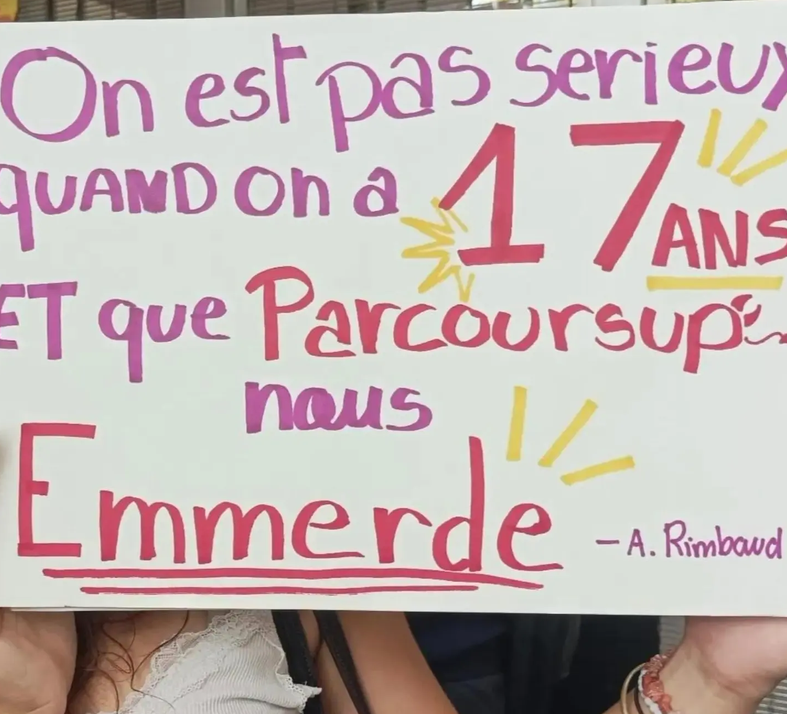 On est pas serieux
QUAND on a 17 ANS
ET que Parcoursup
nous
Emmerde
- A. Rimbaud